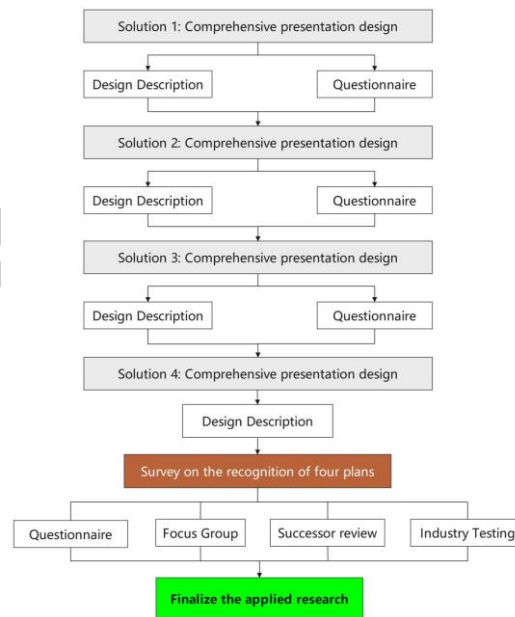 Solution 1: Comprehensive presentation design
Design Description
Questionnaire
Solution 2: Comprehensive presentation design
Design Description
Questionnaire
Solution 3: Comprehensive presentation design
Design Description
Questionnaire
Solution 4: Comprehensive presentation design
Design Description
Survey on the recognition of four plans
Questionnaire
Focus Group
Successor review
Industry Testing
Finalize the applied research